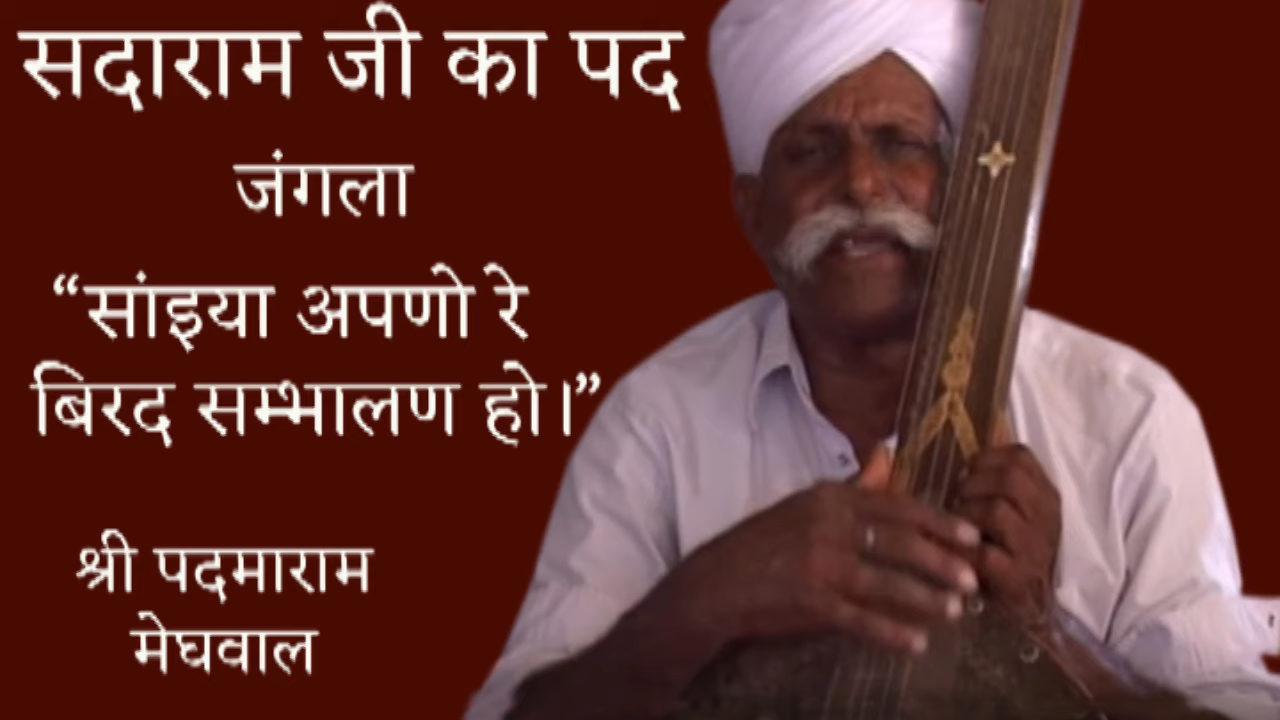 सदाराम जी का पद
जंगला
“सांइया अपणो रे
बिरद सम्भालण हो।”
श्री पदमाराम
मेघवाल